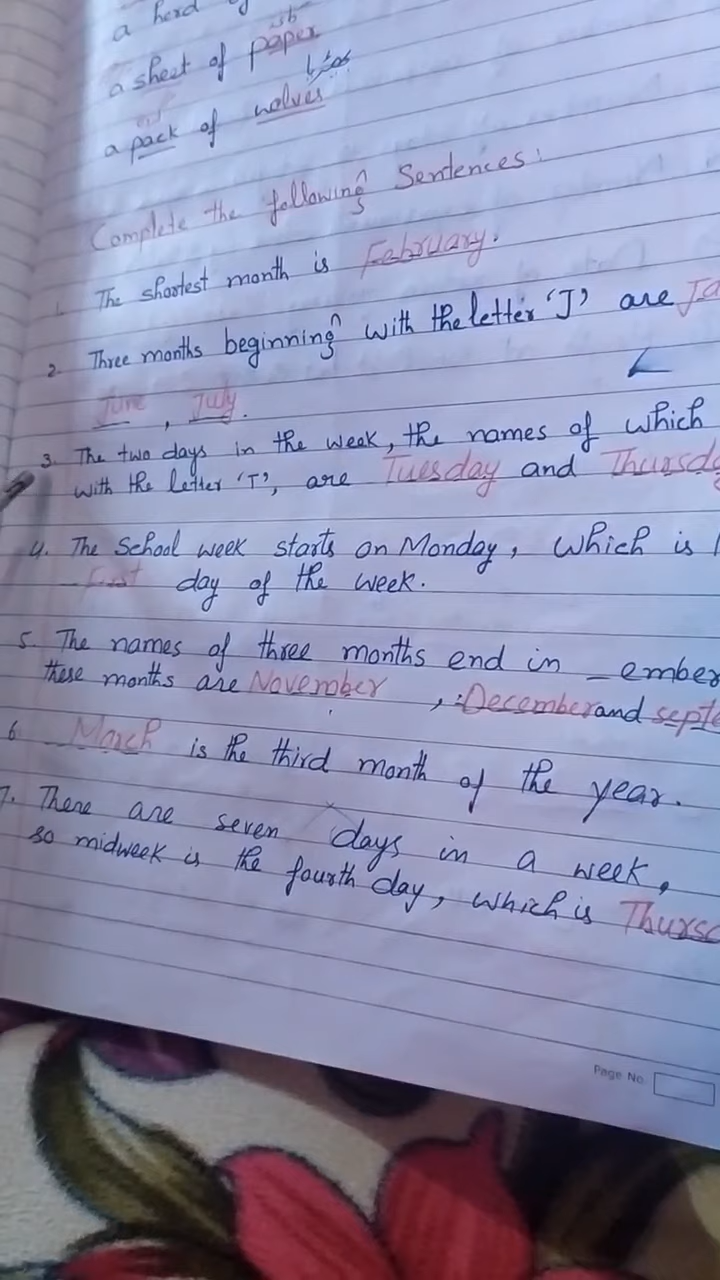 a herd
a sheet of paper
a pack of wolves
Complete the following Sentences:
1. The shortest month is February.
2. Three months beginning with the letter 'J' are Ja
June, July.
3. The two days in the week, the names of which
with the letter 'T', are Tuesday and Thursda
4. The School week starts on Monday, which is
First day of the week.
5. The names of three months end in _ember
these months are November, December and septe
6. March is the third month of the year.
7. There are seven days in a week,
so midweek is the fourth day, which is Thursd
Page No.